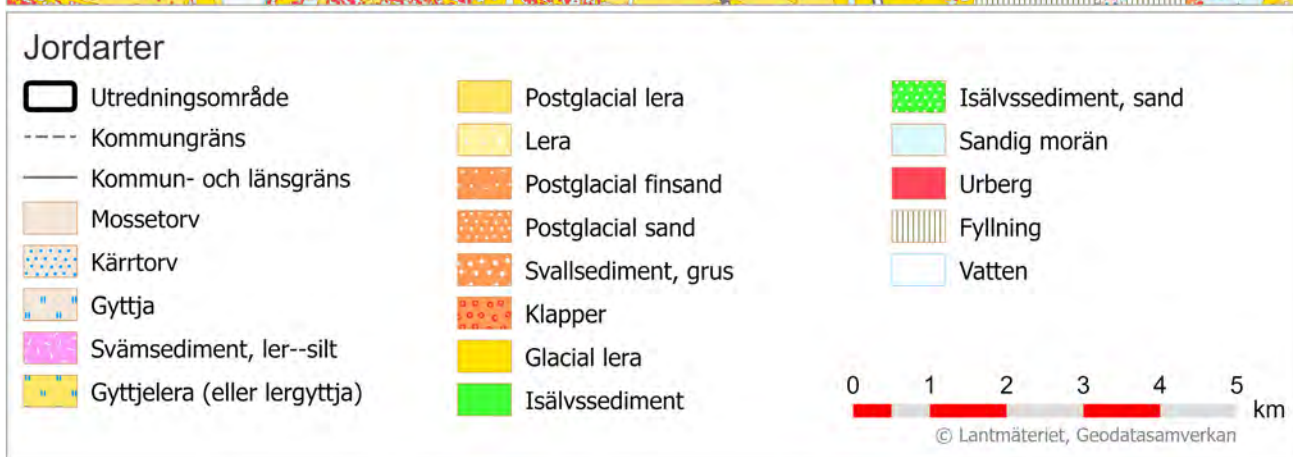 Jordarter
Utredningsområde
Kommungräns
Kommun- och länsgräns
Mossetorv
Kärrtorv
Gyttja
Svämsediment, ler--silt
Gyttjelera (eller lergyttja)
Postglacial lera
Lera
Postglacial finsand
Postglacial sand
Svallsediment, grus
Klapper
Glacial lera
Isälvssediment
Isälvssediment, sand
Sandig morän
Urberg
Fyllning
Vatten
0 1 2 3 4 5
km
© Lantmäteriet, Geodatasamverkan